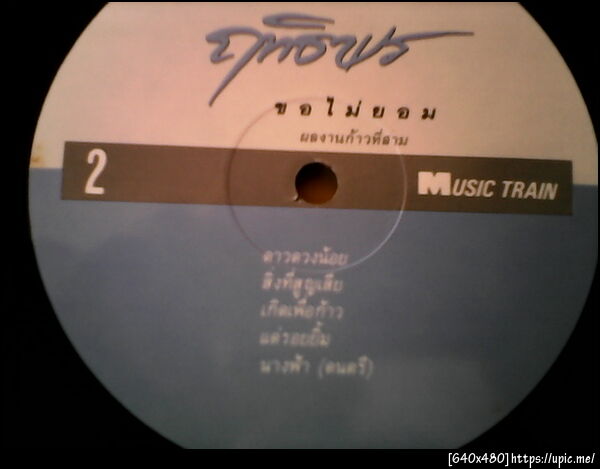 ฤทธิพร
ขอไม่ยอม
ผลงานก้าวที่สาม
2
MUSIC TRAIN
ดาวดวงน้อย
สิ่งที่สูญเสีย
เกิดเพื่อก้าว
แด่รอยยิ้ม
นางฟ้า (ดนตรี)
[640x480]https://upic.me/